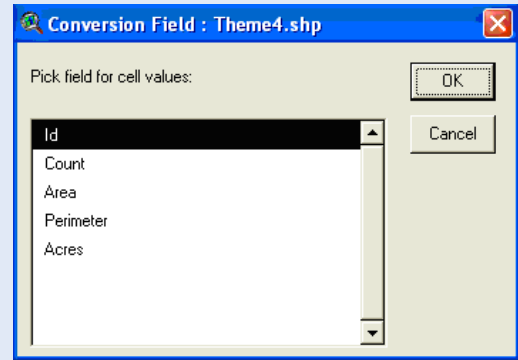 Conversion Field : Theme4.shp
Pick field for cell values:
OK
Cancel
Id
Count
Area
Perimeter
Acres